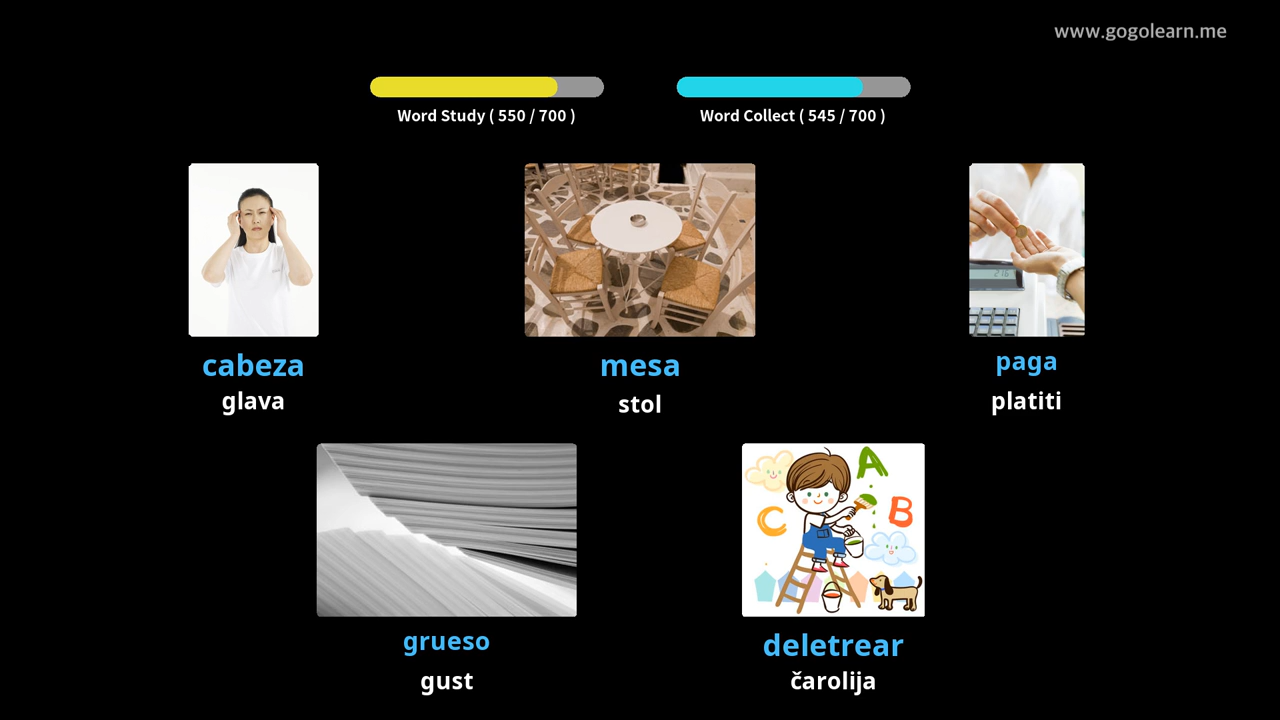 www.gogolearn.me
Word Study ( 550 / 700 )
Word Collect ( 545 / 700 )
cabeza
glava
mesa
stol
paga
platiti
grueso
gust
deletrear
čarolija
A
B
C